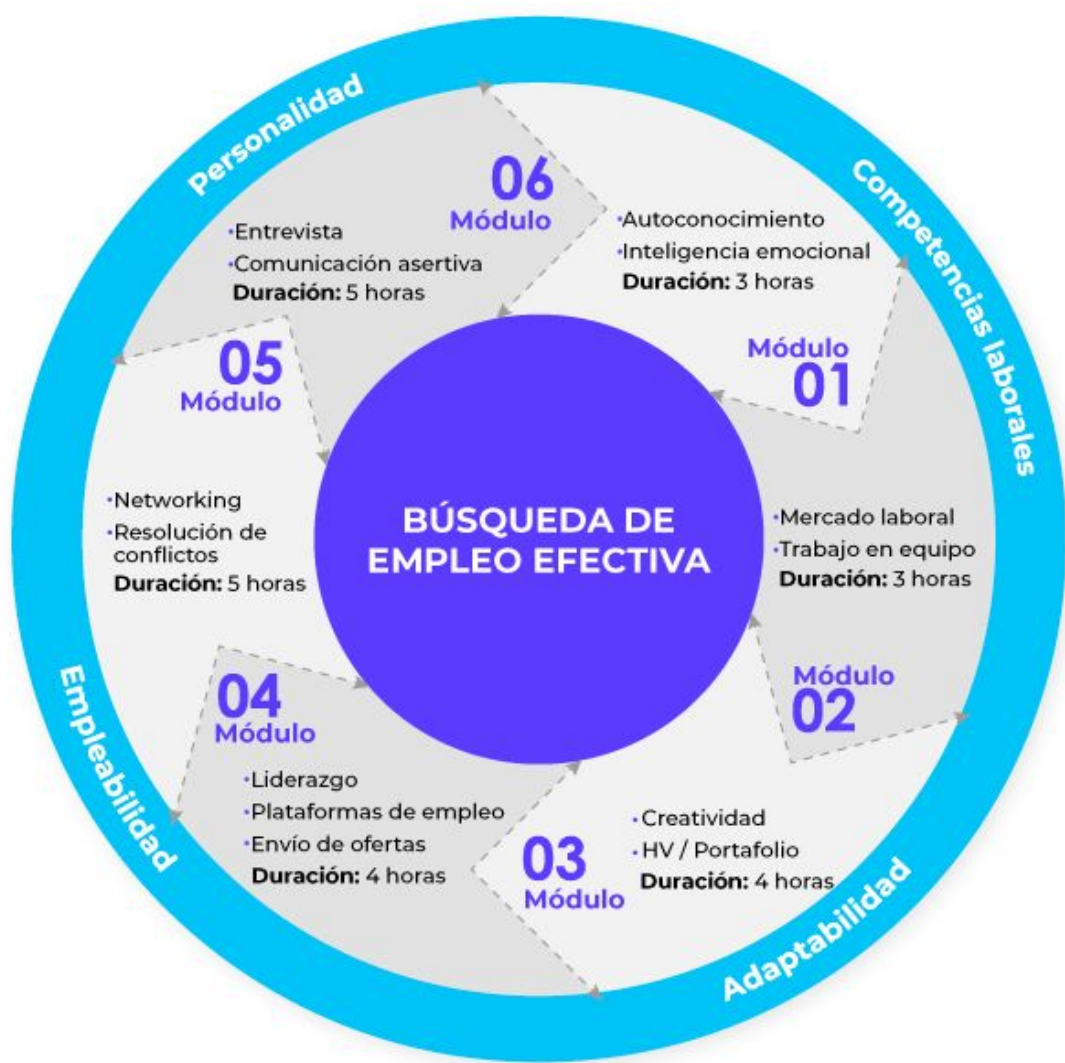 Personalidad
Competencias laborales
Adaptabilidad
Empleabilidad
BÚSQUEDA DE
EMPLEO EFECTIVA
•Autoconocimiento
•Inteligencia emocional
Duración: 3 horas
Módulo
01
•Mercado laboral
•Trabajo en equipo
Duración: 3 horas
Módulo
02
•Creatividad
•HV / Portafolio
Duración: 4 horas
03
Módulo
04
Módulo
•Liderazgo
•Plataformas de empleo
•Envío de ofertas
Duración: 4 horas
05
Módulo
•Networking
•Resolución de
conflictos
Duración: 5 horas
06
Módulo
•Entrevista
•Comunicación asertiva
Duración: 5 horas